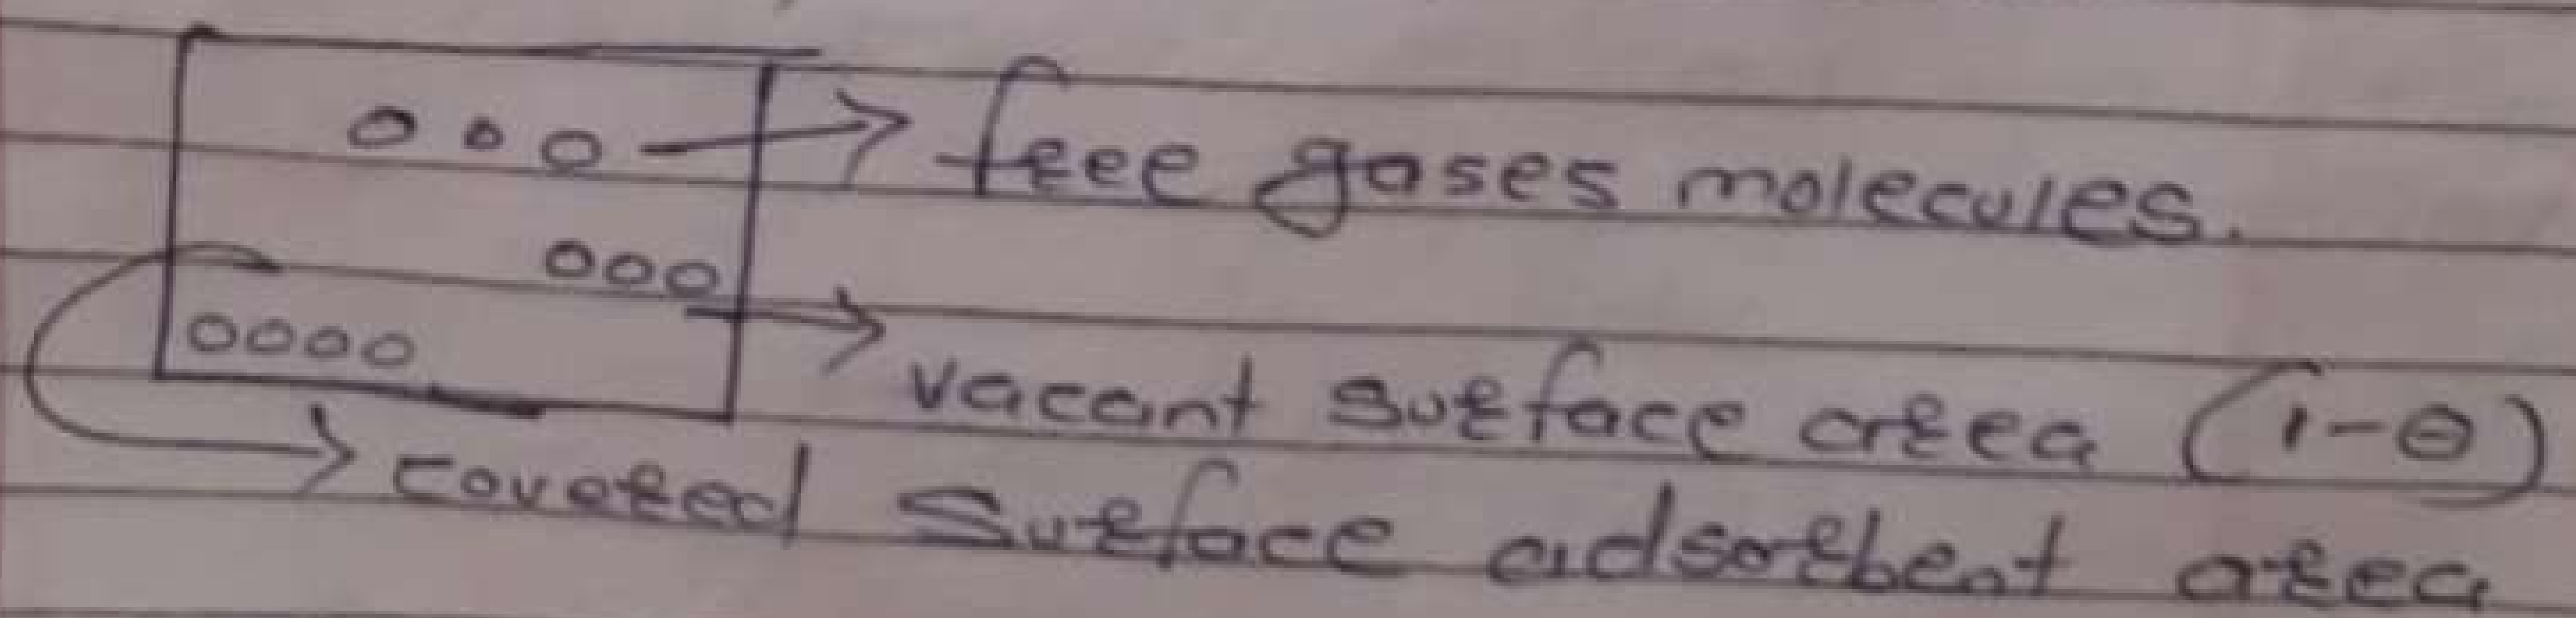 free gases molecules.
vacant surface area (1-θ)
covered surface adsorbent area